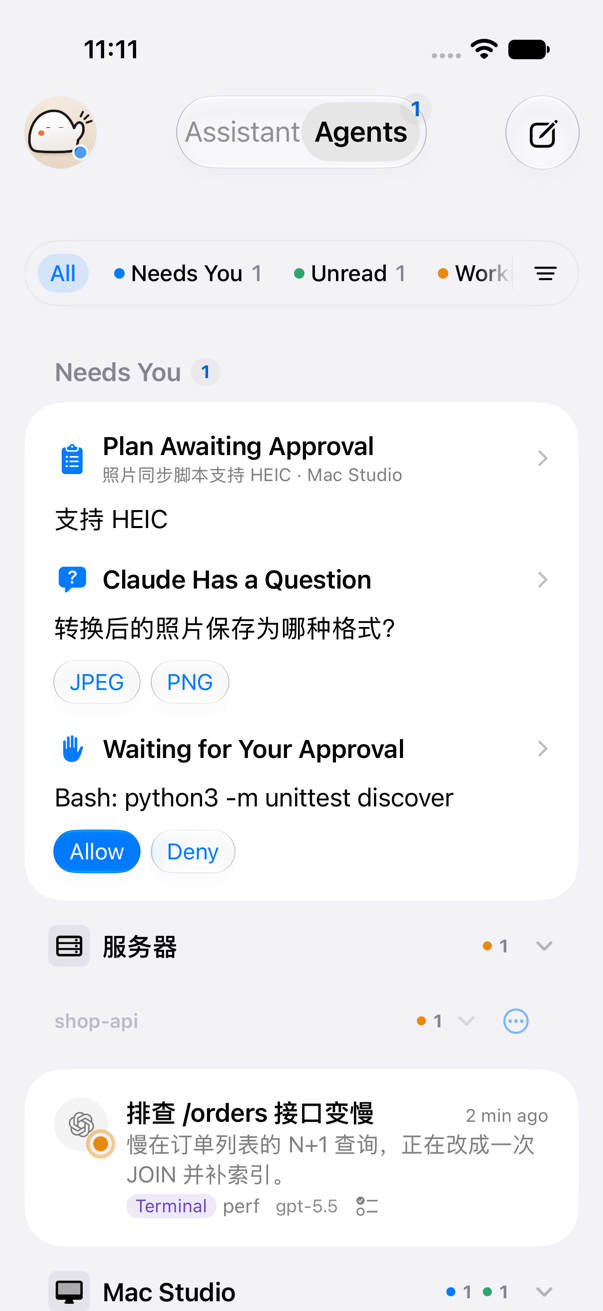 11:11
Assistant
Agents
1
All
Needs You 1
Unread 1
Work
Needs You 1
Plan Awaiting Approval
照片同步脚本支持 HEIC · Mac Studio
支持 HEIC
Claude Has a Question
转换后的照片保存为哪种格式?
JPEG
PNG
Waiting for Your Approval
Bash: python3 -m unittest discover
Allow
Deny
服务器
1
shop-api
1
排查 /orders 接口变慢
2 min ago
慢在订单列表的 N+1 查询，正在改成一次
JOIN 并补索引。
Terminal perf gpt-5.5
Mac Studio
1 1